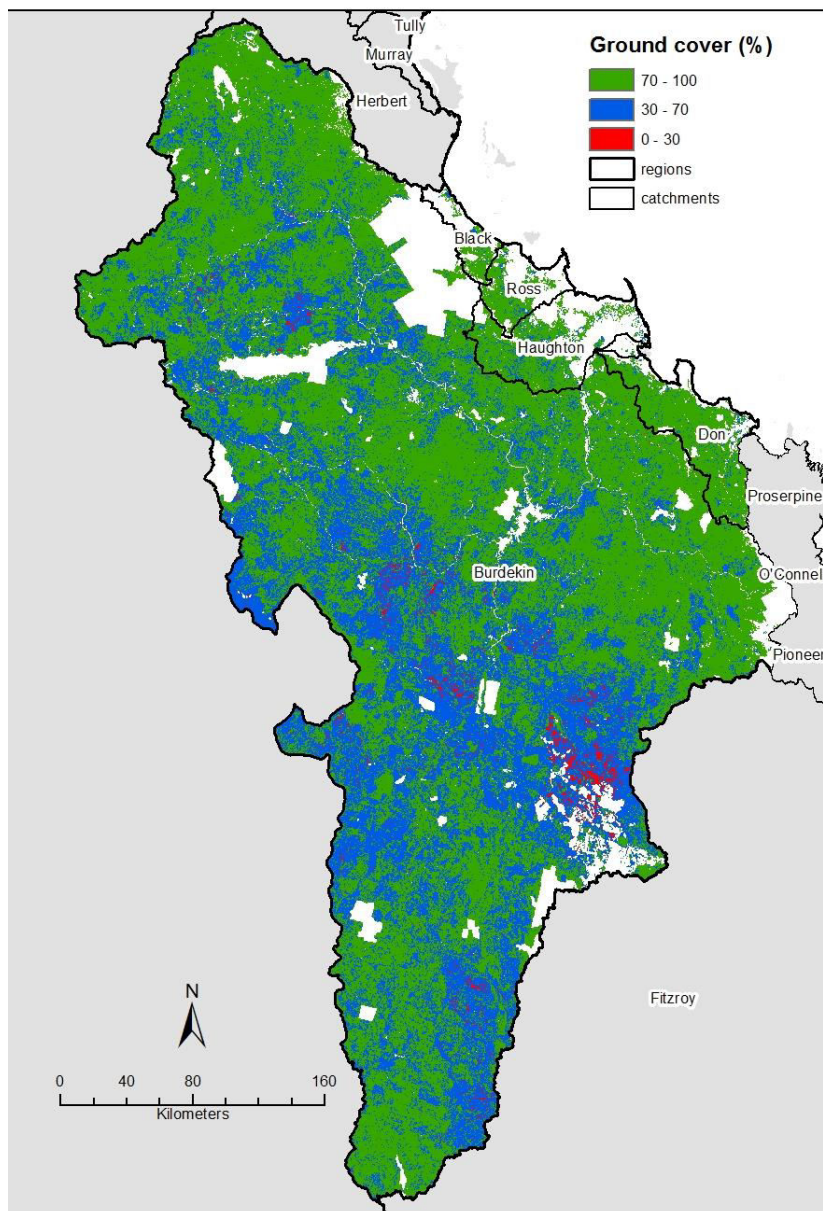 Tully
Murray
Herbert
Ground cover (%)
70 - 100
30 - 70
0 - 30
regions
catchments
Black
Ross
Haughton
Don
Proserpine
Burdekin
O'Connel
Pioneer
N
Fitzroy
0 40 80 160
Kilometers